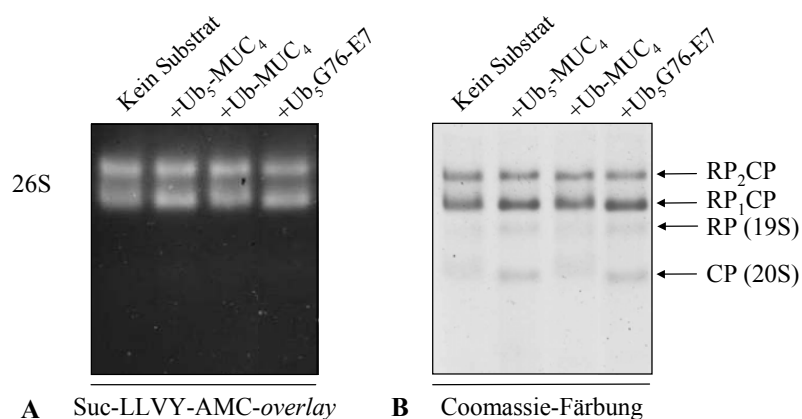 Kein Substrat
+Ub₅-MUC₄
+Ub-MUC₄
+Ub₅G76-E7
26S
A Suc-LLVY-AMC-overlay
Kein Substrat
+Ub₅-MUC₄
+Ub-MUC₄
+Ub₅G76-E7
RP₂CP
RP₁CP
RP (19S)
CP (20S)
B Coomassie-Färbung